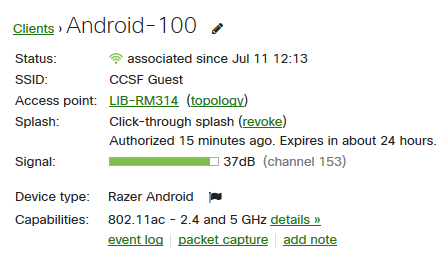 Clients › Android-100
Status: associated since Jul 11 12:13
SSID: CCSF Guest
Access point: LIB-RM314 (topology)
Splash: Click-through splash (revoke)
Authorized 15 minutes ago. Expires in about 24 hours.
Signal: 37dB (channel 153)
Device type: Razer Android
Capabilities: 802.11ac - 2.4 and 5 GHz details »
event log packet capture add note